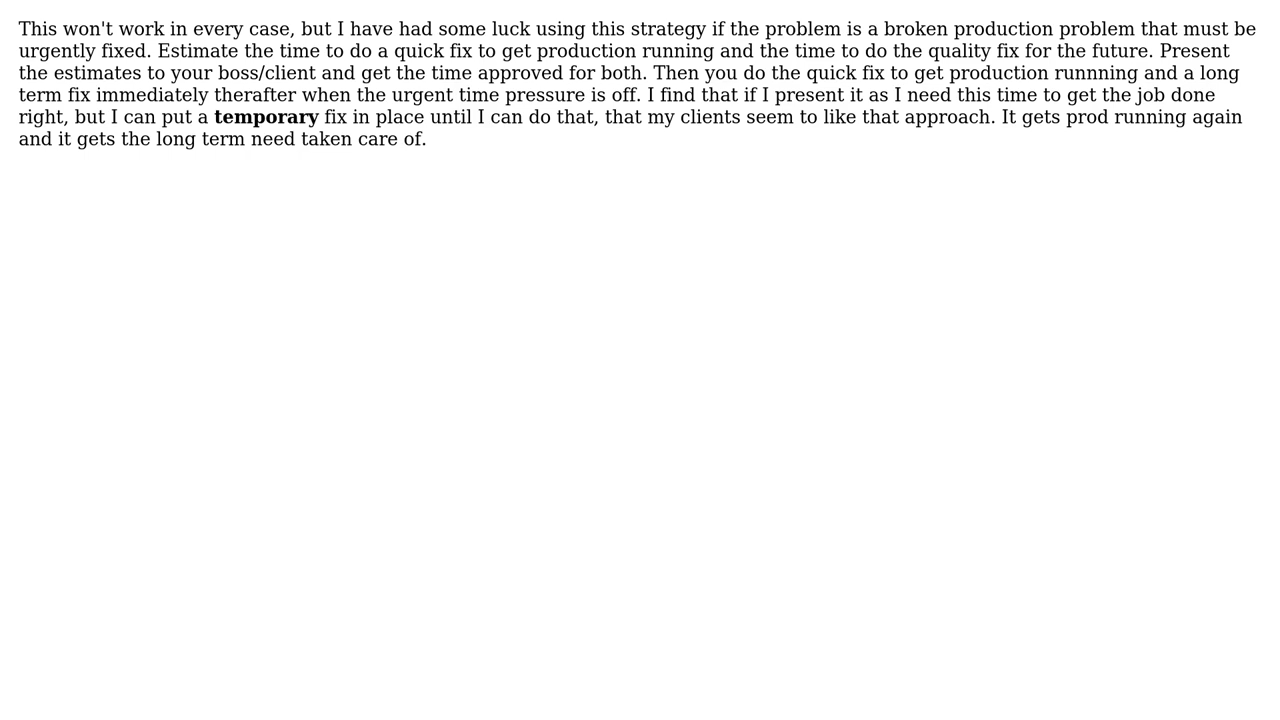 This won't work in every case, but I have had some luck using this strategy if the problem is a broken production problem that must be
urgently fixed. Estimate the time to do a quick fix to get production running and the time to do the quality fix for the future. Present
the estimates to your boss/client and get the time approved for both. Then you do the quick fix to get production runnning and a long
term fix immediately therafter when the urgent time pressure is off. I find that if I present it as I need this time to get the job done
right, but I can put a temporary fix in place until I can do that, that my clients seem to like that approach. It gets prod running again
and it gets the long term need taken care of.